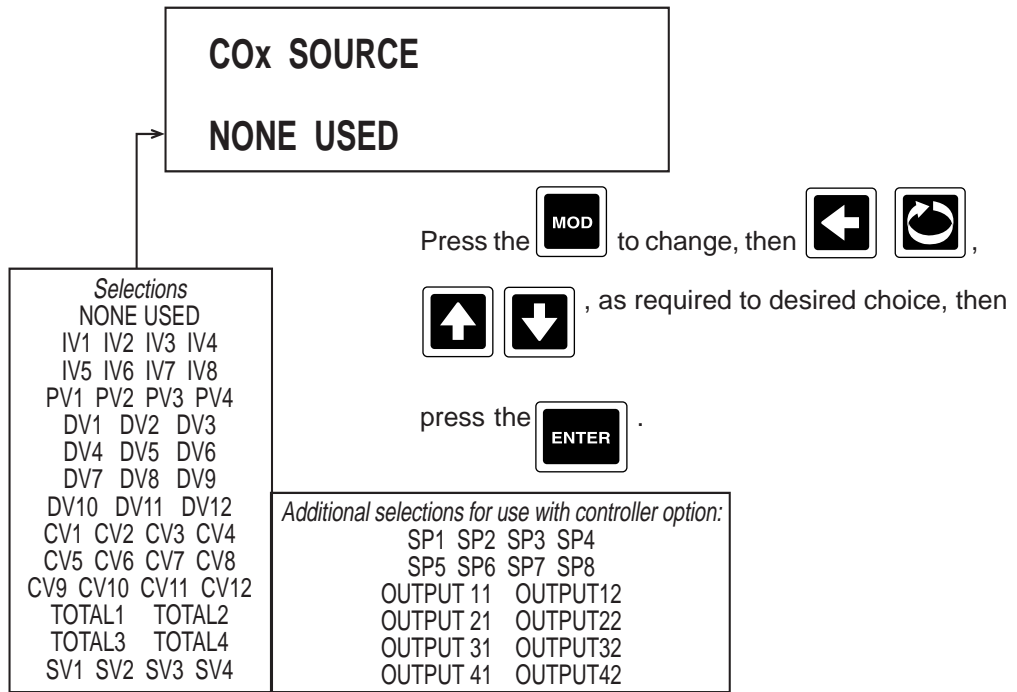 COx SOURCE
NONE USED
Press the MOD to change, then ,
, as required to desired choice, then
press the ENTER .
Selections
NONE USED
IV1 IV2 IV3 IV4
IV5 IV6 IV7 IV8
PV1 PV2 PV3 PV4
DV1 DV2 DV3
DV4 DV5 DV6
DV7 DV8 DV9
DV10 DV11 DV12
CV1 CV2 CV3 CV4
CV5 CV6 CV7 CV8
CV9 CV10 CV11 CV12
TOTAL1 TOTAL2
TOTAL3 TOTAL4
SV1 SV2 SV3 SV4
Additional selections for use with controller option:
SP1 SP2 SP3 SP4
SP5 SP6 SP7 SP8
OUTPUT 11 OUTPUT12
OUTPUT 21 OUTPUT22
OUTPUT 31 OUTPUT32
OUTPUT 41 OUTPUT42